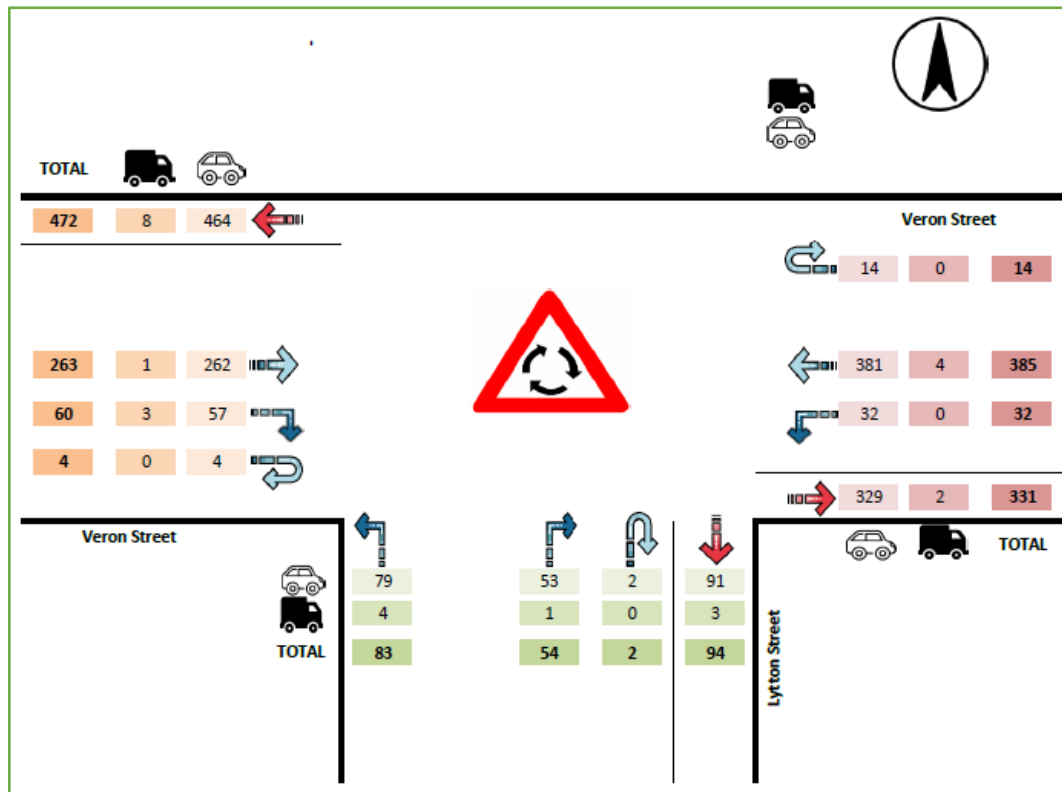 TOTAL
472 8 464
Veron Street
14 0 14
263 1 262
381 4 385
60 3 57
32 0 32
4 0 4
329 2 331
Veron Street
TOTAL
79 53 2 91
4 1 0 3
TOTAL 83 54 2 94
Lytton Street